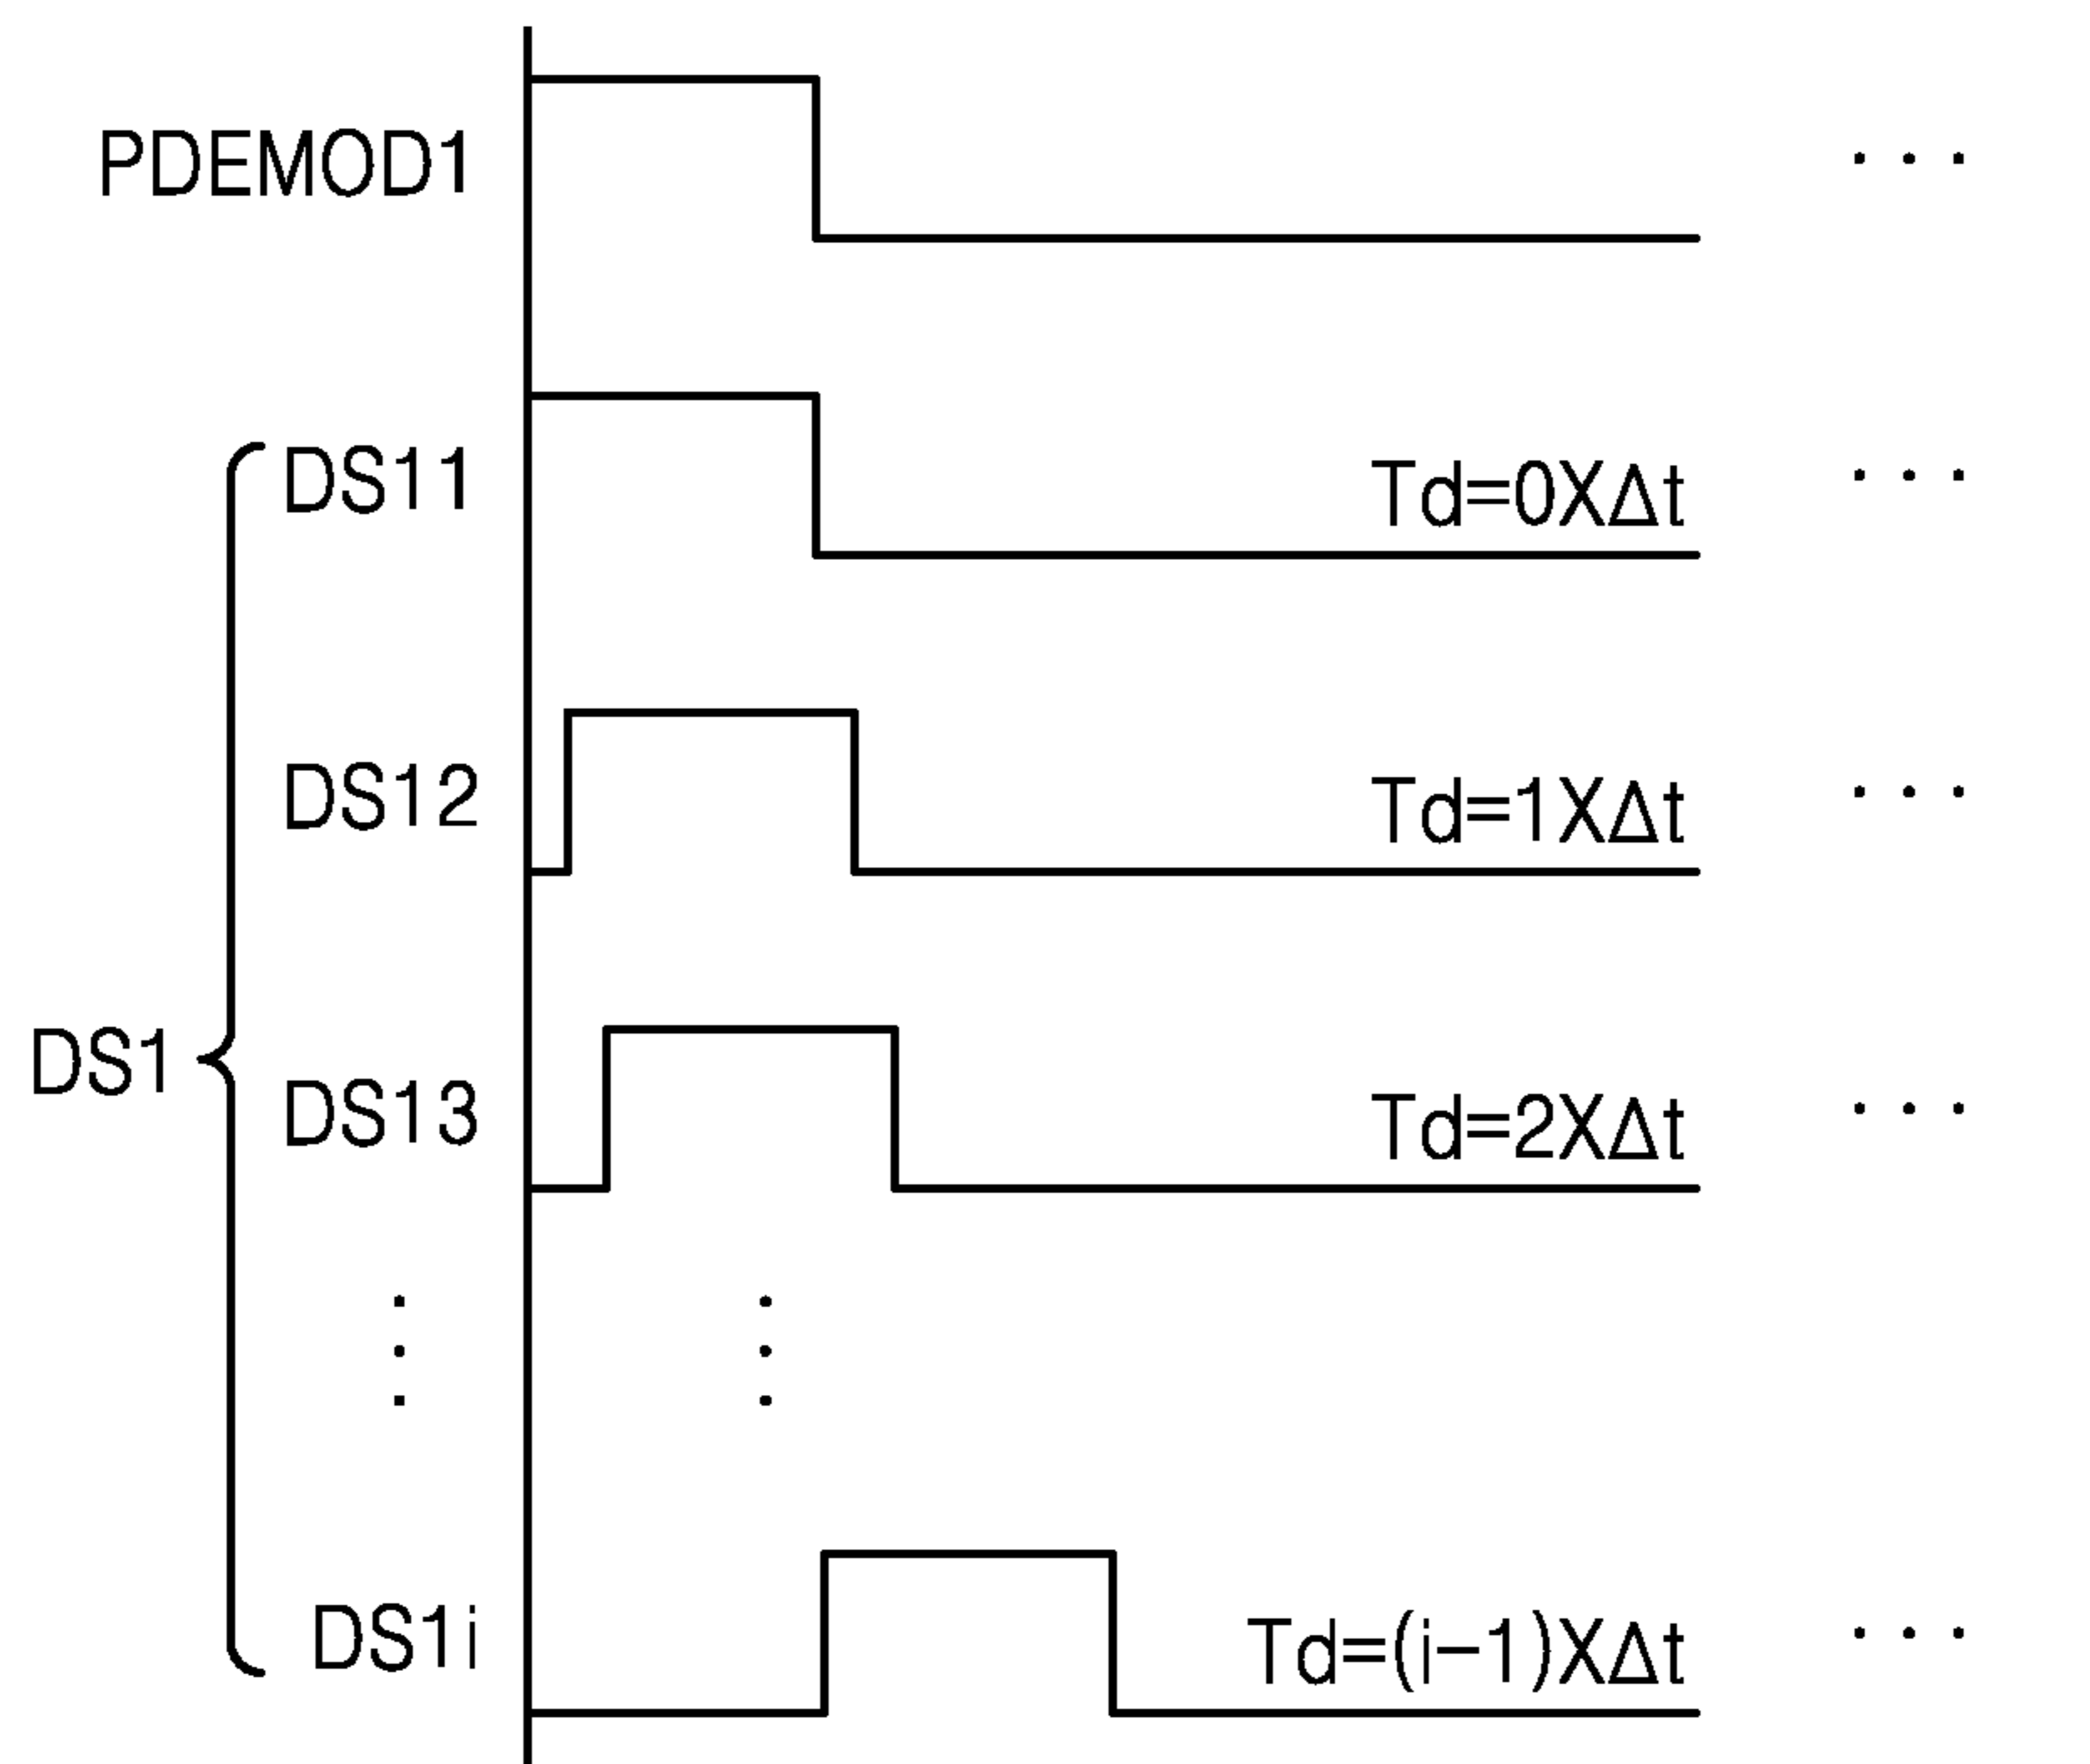 PDEMOD1
DS11
Td=0XΔt
DS12
Td=1XΔt
DS1
DS13
Td=2XΔt
DS1i
Td=(i-1)XΔt